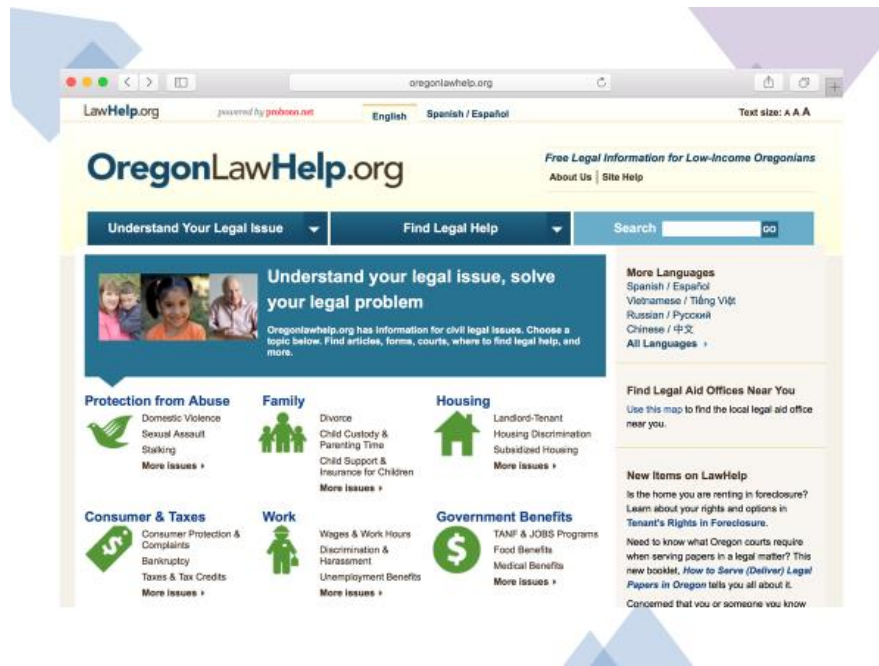 oregonlawhelp.org
LawHelp.org
powered by probono.net
English
Spanish / Español
Text size: A A A
OregonLawHelp.org
Free Legal Information for Low-Income Oregonians
About Us | Site Help
Understand Your Legal Issue
Find Legal Help
Search
GO
Understand your legal issue, solve
your legal problem
Oregonlawhelp.org has information for civil legal issues. Choose a
topic below. Find articles, forms, courts, where to find legal help, and
more.
Protection from Abuse
Domestic Violence
Sexual Assault
Stalking
More issues
Family
Divorce
Child Custody &
Parenting Time
Child Support &
Insurance for Children
More issues
Housing
Landlord-Tenant
Housing Discrimination
Subsidized Housing
More issues
Consumer & Taxes
Consumer Protection &
Complaints
Bankruptcy
Taxes & Tax Credits
More issues
Work
Wages & Work Hours
Discrimination &
Harassment
Unemployment Benefits
More issues
Government Benefits
TANF & JOBS Programs
Food Benefits
Medical Benefits
More issues
More Languages
Spanish / Español
Vietnamese / Tiếng Việt
Russian / Русский
Chinese / 中文
All Languages
Find Legal Aid Offices Near You
Use this map to find the local legal aid office
near you.
New Items on LawHelp
Is the home you are renting in foreclosure?
Learn about your rights and options in
Tenant's Rights in Foreclosure.
Need to know what Oregon courts require
when serving papers in a legal matter? This
new booklet, How to Serve (Deliver) Legal
Papers in Oregon tells you all about it.
Concerned that you or someone you know